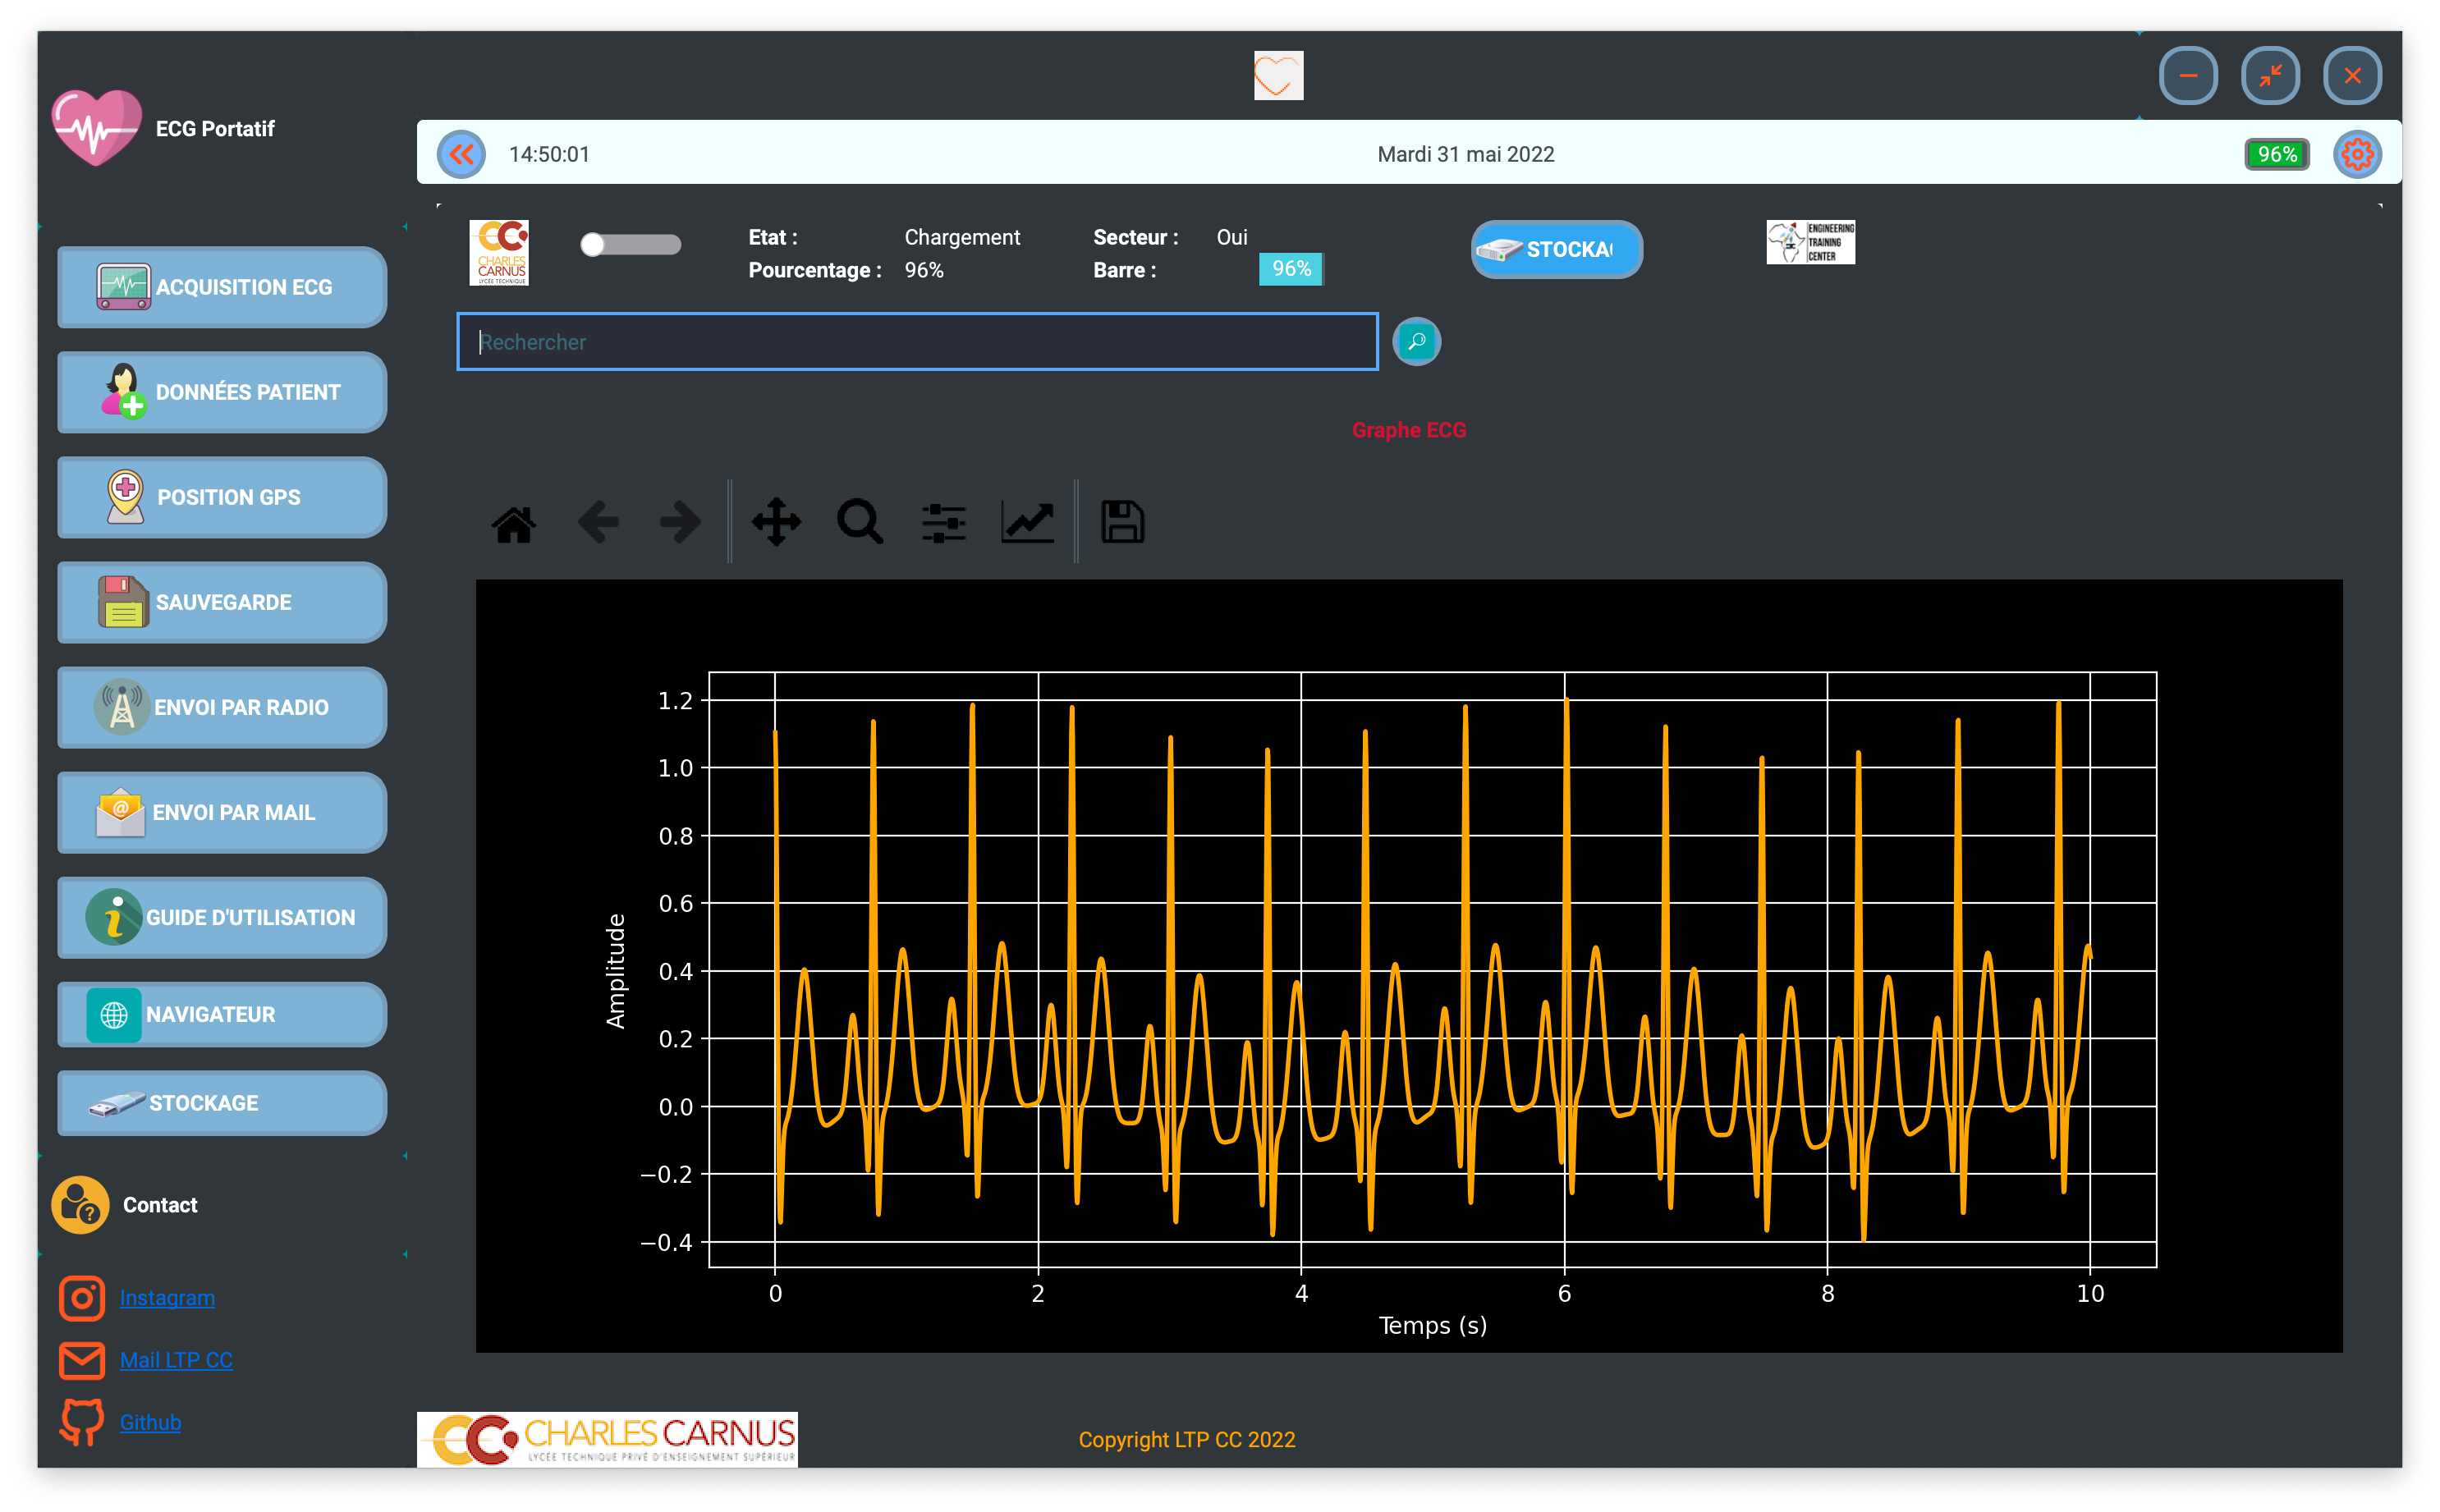 ECG Portatif
14:50:01
Mardi 31 mai 2022
96%
CHARLES
CARNUS
LYCÉE TECHNIQUE
Etat :
Chargement
Secteur :
Oui
Pourcentage :
96%
Barre :
96%
STOCKA
ENGINEERING
TRAINING
CENTER
Rechercher
Graphe ECG
ACQUISITION ECG
DONNÉES PATIENT
POSITION GPS
SAUVEGARDE
ENVOI PAR RADIO
ENVOI PAR MAIL
GUIDE D'UTILISATION
NAVIGATEUR
STOCKAGE
Contact
Instagram
Mail LTP CC
Github
1.2
1.0
0.8
0.6
0.4
0.2
0.0
−0.2
−0.4
Amplitude
0
2
4
6
8
10
Temps (s)
CHARLES CARNUS
LYCÉE TECHNIQUE PRIVÉ D'ENSEIGNEMENT SUPÉRIEUR
Copyright LTP CC 2022